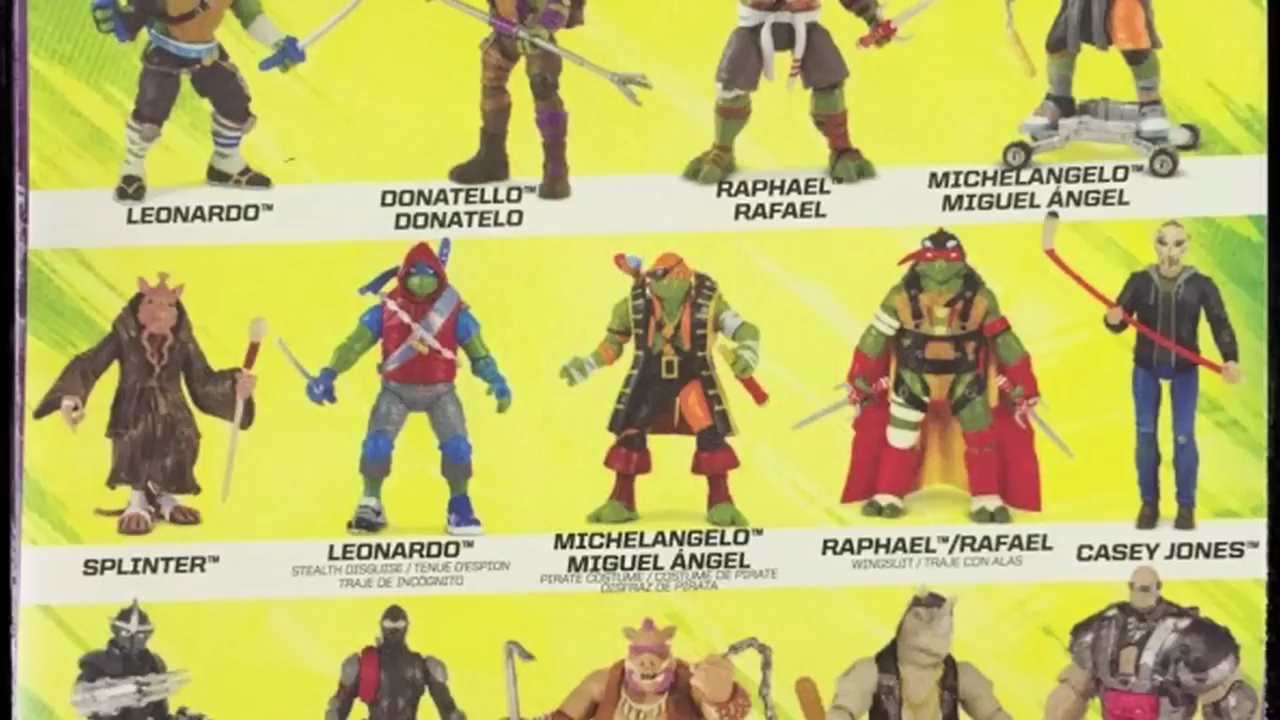 LEONARDO™
DONATELLO™
DONATELO
RAPHAEL™
RAFAEL
MICHELANGELO™
MIGUEL ÁNGEL
SPLINTER™
LEONARDO™
STEALTH DISGUISE / TENUE D'ESPION
TRAJE DE INCÓGNITO
MICHELANGELO™
MIGUEL ÁNGEL
PIRATE COSTUME / COSTUME DE PIRATE
DISFRAZ DE PIRATA
RAPHAEL™/RAFAEL
WINGSUIT / TRAJE CON ALAS
CASEY JONES™